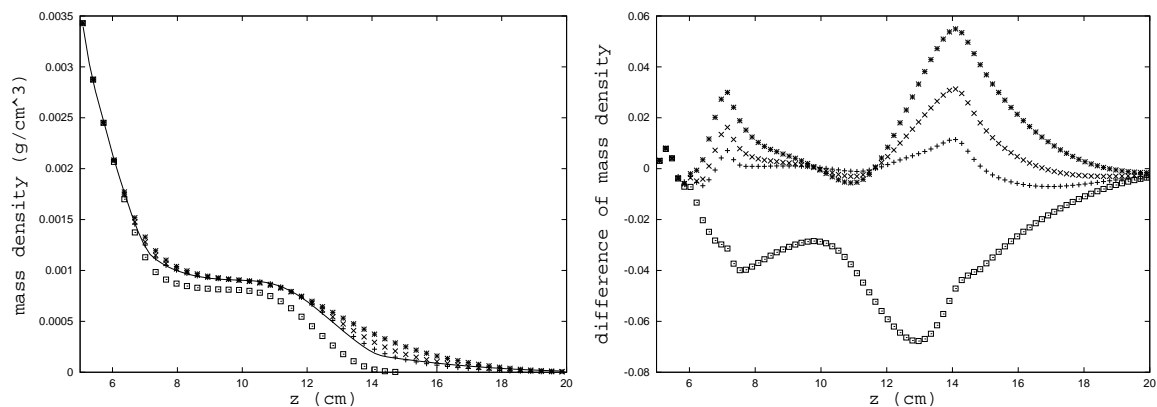 mass density (g/cm^3)
0.0035
0.003
0.0025
0.002
0.0015
0.001
0.0005
0
6 8 10 12 14 16 18 20
z (cm)
difference of mass density
0.06
0.04
0.02
0
-0.02
-0.04
-0.06
-0.08
6 8 10 12 14 16 18 20
z (cm)